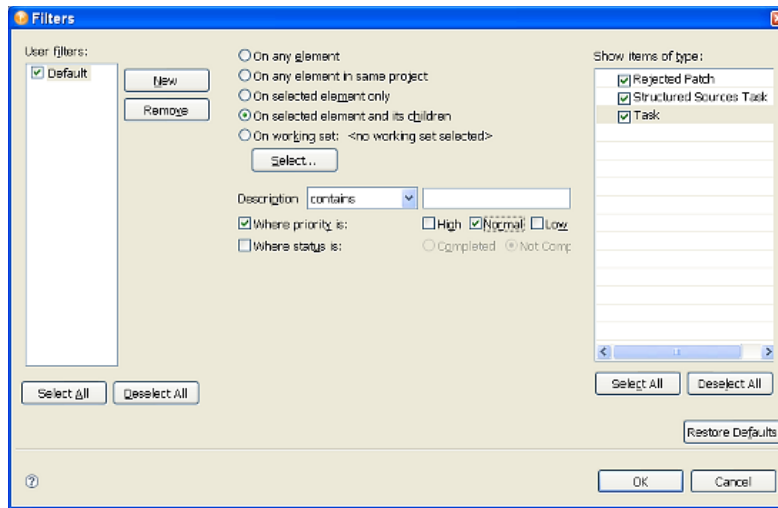 Filters
User filters:
Default
New
Remove
On any element
On any element in same project
On selected element only
On selected element and its children
On working set: <no working set selected>
Select...
Description contains
Where priority is: High Normal Low
Where status is: Completed Not Comp
Show items of type:
Rejected Patch
Structured Sources Task
Task
Select All Deselect All
Select All Deselect All
Restore Defaults
OK Cancel